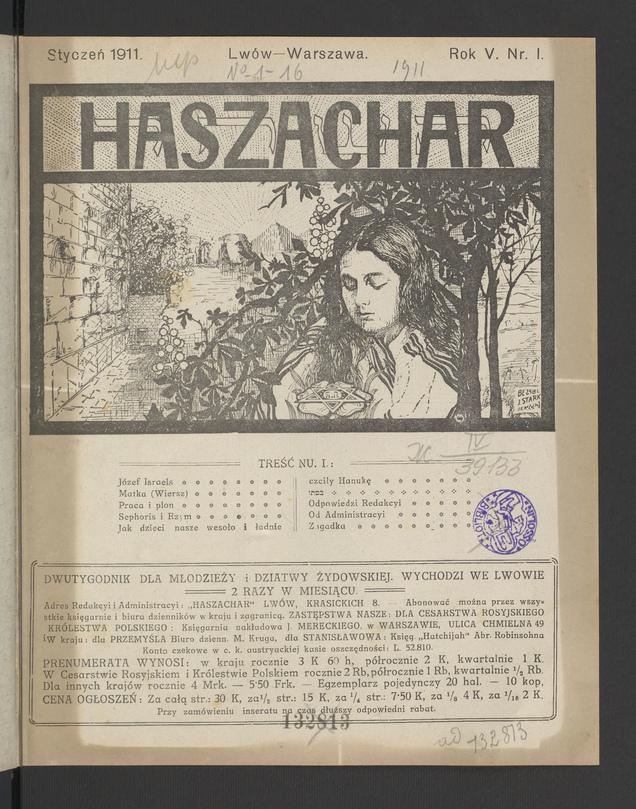 Styczeń 1911. Lwów—Warszawa. Rok V. Nr. I.
№ 1-16 1911
HASZACHAR
TREŚĆ NU. I.:
Józef Israels
Matka (Wiersz)
Praca i plon
Sephoris i Rzym
Jak dzieci nasze wesoło i ładnie
czciły Hanukę
Odpowiedzi Redakcyi
Od Administracyi
Zagadka
IV
39133
DWUTYGODNIK DLA MŁODZIEŻY i DZIATWY ŻYDOWSKIEJ. WYCHODZI WE LWOWIE
2 RAZY W MIESIĄCU.
Adres Redakcyi i Administracyi: „HASZACHAR" LWÓW, KRASICKICH 8. — Abonować można przez wszy-
stkie księgarnie i biura dzienników w kraju i zagranicą. ZASTĘPSTWA NASZE: DLA CESARSTWA ROSYJSKIEGO
KRÓLESTWA POLSKIEGO: Księgarnia nakładowa J. MERECKIEGO, w WARSZAWIE, ULICA CHMIELNA 49
W kraju: dla PRZEMYŚLA Biuro dzienn. M. Kruga, dla STANISŁAWOWA: Księg. „Hatchijah" Abr. Robinsohna
Konto czekowe w c. k. austryackiej kasie oszczędności: L. 52.810.
PRENUMERATA WYNOSI: w kraju rocznie 3 K 60 h, półrocznie 2 K, kwartalnie 1 K.
W Cesarstwie Rosyjskiem i Królestwie Polskiem rocznie 2 Rb, półrocznie 1 Rb, kwartalnie ½ Rb.
Dla innych krajów rocznie 4 Mrk. — 5·50 Frk. — Egzemplarz pojedynczy 20 hal. — 10 kop,
CENA OGŁOSZEŃ: Za całą str.: 30 K, za ½ str.: 15 K, za ¼ str.: 7·50 K, za ⅛ 4 K, za 1/16 2 K.
Przy zamówieniu inseratu na czas dłuższy odpowiedni rabat.
132813
ad 132813